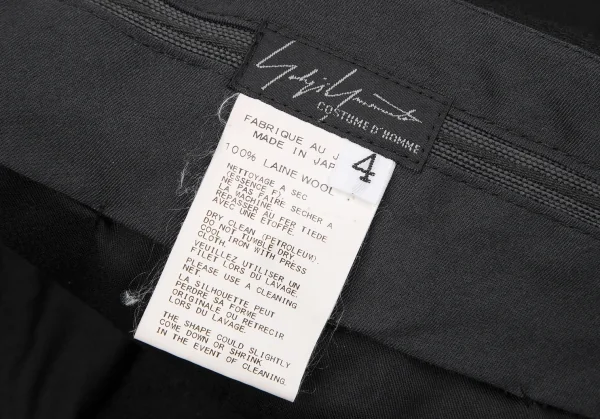 Yohji Yamamoto
COSTUME D'HOMME
FABRIQUE AU J
MADE IN JAP
4
100% LAINE WOOL
NETTOYAGE A SEC
(ESSENCE F).
NE PAS FAIRE SECHER A
LA MACHINE.
REPASSER AU FER TIEDE
AVEC UNE ETOFFE.
DRY CLEAN (PETROLEUM).
DO NOT TUMBLE DRY.
COOL IRON WITH PRESS
CLOTH.
VEUILLEZ UTILISER UN
FILET LORS DU LAVAGE.
PLEASE USE A CLEANING
NET
LA SILHOUETTE PEUT
PERDRE SA FORME
ORIGINALE OU RETRECIR
LORS DU LAVAGE.
THE SHAPE COULD SLIGHTLY
COME DOWN OR SHRINK
IN THE EVENT OF CLEANING.